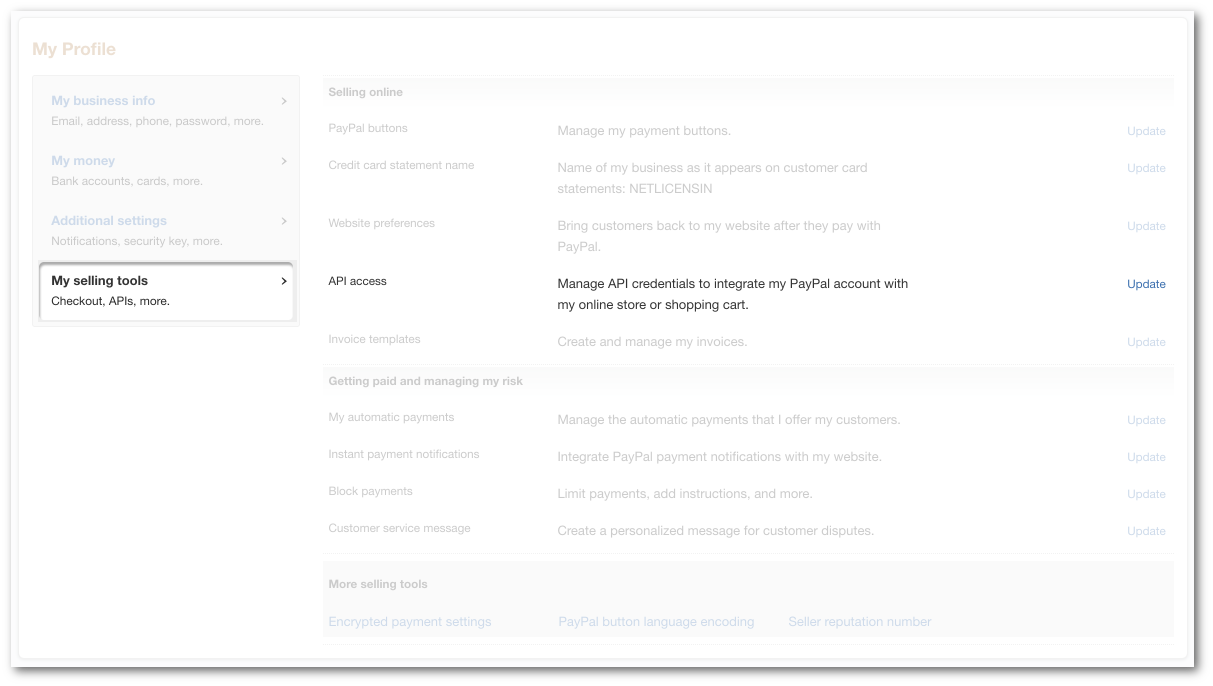 My Profile
My business info
Email, address, phone, password, more.
My money
Bank accounts, cards, more.
Additional settings
Notifications, security key, more.
My selling tools
Checkout, APIs, more.
Selling online
PayPal buttons Manage my payment buttons. Update
Credit card statement name Name of my business as it appears on customer card Update
statements: NETLICENSIN
Website preferences Bring customers back to my website after they pay with Update
PayPal.
API access Manage API credentials to integrate my PayPal account with Update
my online store or shopping cart.
Invoice templates Create and manage my invoices. Update
Getting paid and managing my risk
My automatic payments Manage the automatic payments that I offer my customers. Update
Instant payment notifications Integrate PayPal payment notifications with my website. Update
Block payments Limit payments, add instructions, and more. Update
Customer service message Create a personalized message for customer disputes. Update
More selling tools
Encrypted payment settings PayPal button language encoding Seller reputation number